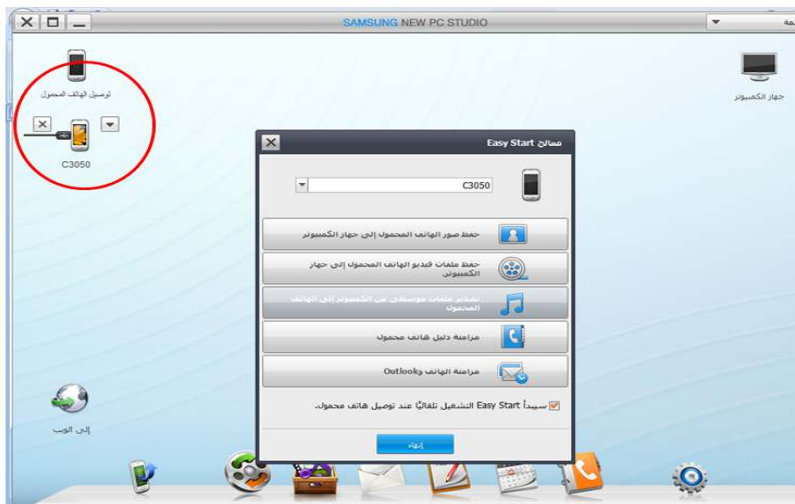 SAMSUNG NEW PC STUDIO
توصيل الهاتف المحمول
جهاز الكمبيوتر
C3050
معالج Easy Start
C3050
حفظ صور الهاتف المحمول إلى جهاز الكمبيوتر
حفظ ملفات فيديو الهاتف المحمول إلى جهاز
الكمبيوتر.
تصدير ملفات موسيقى من الكمبيوتر إلى الهاتف
المحمول
مزامنة دليل هاتف محمول
مزامنة الهاتف وOutlook
سيبدأ Easy Start التشغيل تلقائيًا عند توصيل هاتف محمول.
إنهاء
إلى الويب